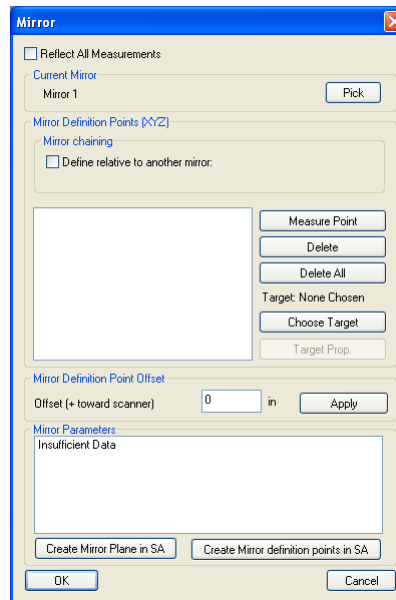 Mirror
Reflect All Measurements
Current Mirror
Mirror 1
Pick
Mirror Definition Points (XYZ)
Mirror chaining
Define relative to another mirror:
Measure Point
Delete
Delete All
Target: None Chosen
Choose Target
Target Prop.
Mirror Definition Point Offset
Offset (+ toward scanner)
0
in
Apply
Mirror Parameters
Insufficient Data
Create Mirror Plane in SA
Create Mirror definition points in SA
OK
Cancel